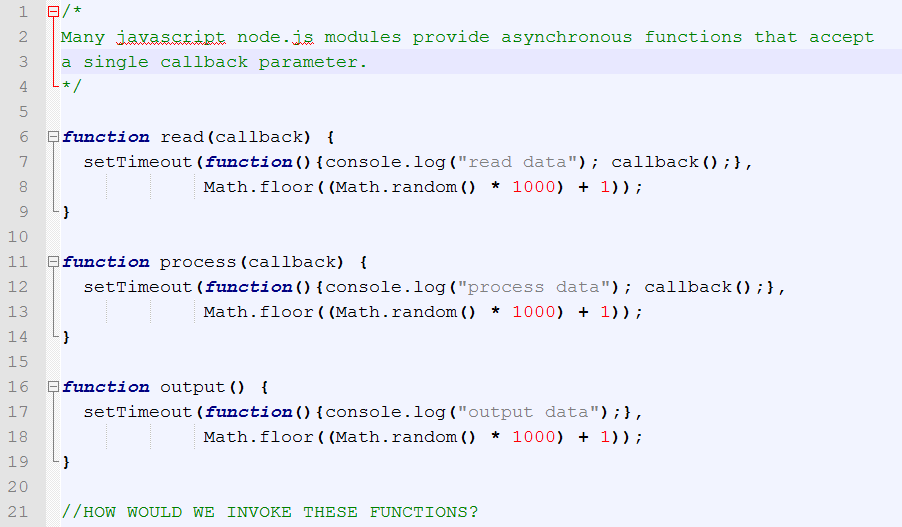 1 /*
2 Many javascript node.js modules provide asynchronous functions that accept
3 a single callback parameter.
4 */
5
6 function read(callback) {
7   setTimeout(function(){console.log("read data"); callback();},
8              Math.floor((Math.random() * 1000) + 1));
9 }
10
11 function process(callback) {
12   setTimeout(function(){console.log("process data"); callback();},
13              Math.floor((Math.random() * 1000) + 1));
14 }
15
16 function output() {
17   setTimeout(function(){console.log("output data");},
18              Math.floor((Math.random() * 1000) + 1));
19 }
20
21 //HOW WOULD WE INVOKE THESE FUNCTIONS?